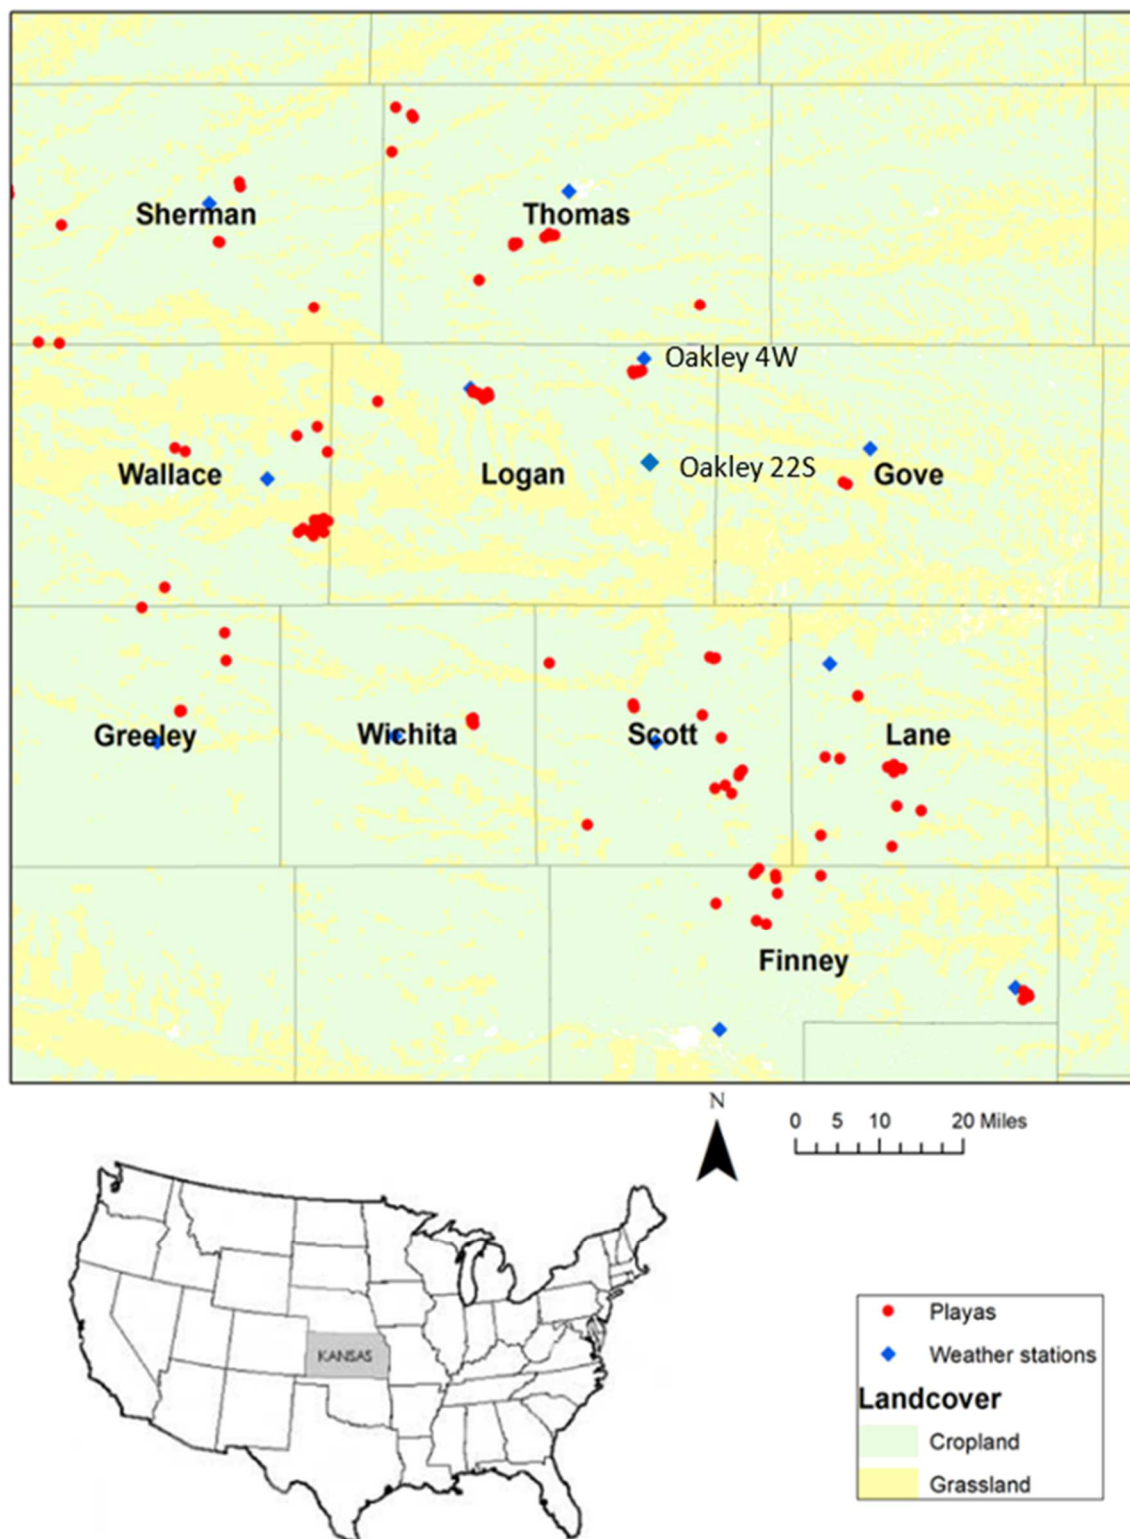 Sherman
Thomas
Oakley 4W
Wallace
Logan
Oakley 22S
Gove
Greeley
Wichita
Scott
Lane
Finney
N
0 5 10 20 Miles
KANSAS
Playas
Weather stations
Landcover
Cropland
Grassland